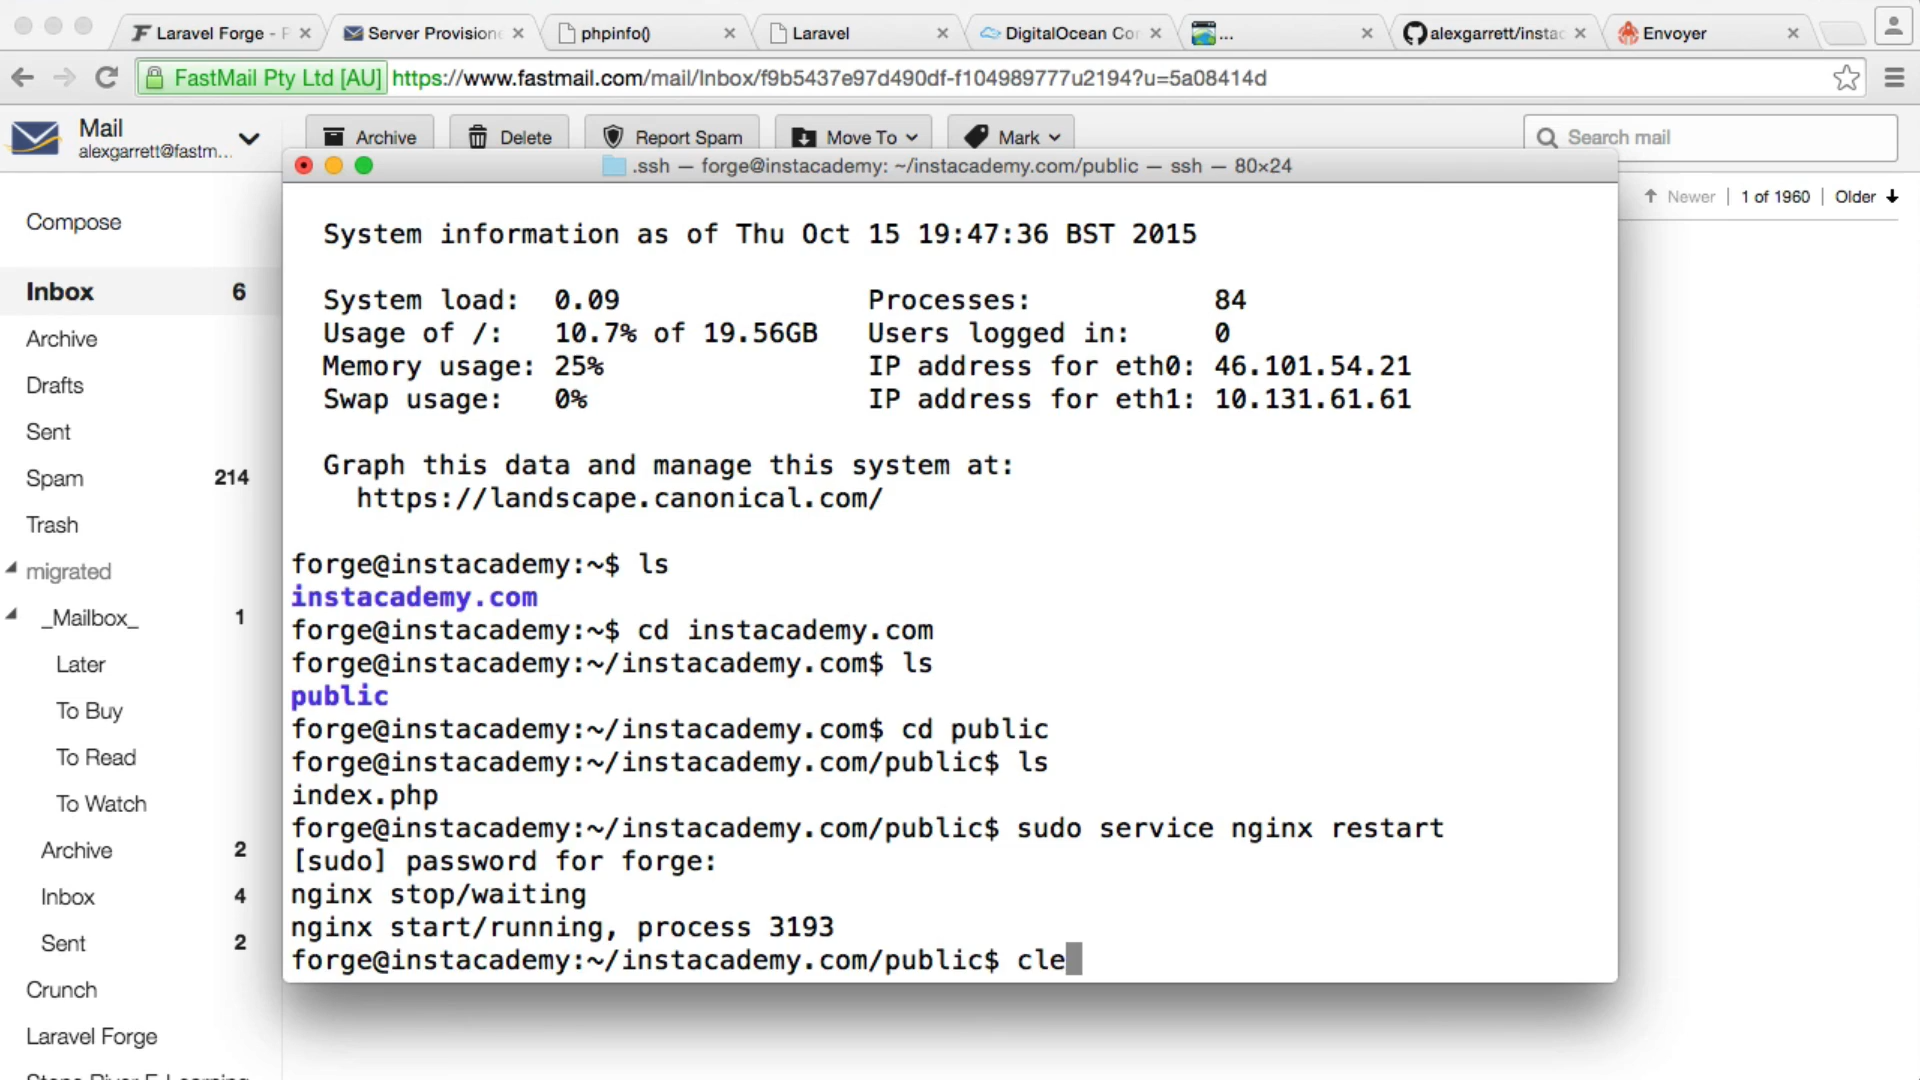 Laravel Forge - P
Server Provision
phpinfo()
Laravel
DigitalOcean Co
...
alexgarrett/insta
Envoyer
FastMail Pty Ltd [AU]
https://www.fastmail.com/mail/Inbox/f9b5437e97d490df-f104989777u2194?u=5a08414d
Mail
alexgarrett@fastm...
Archive
Delete
Report Spam
Move To
Mark
Search mail
.ssh — forge@instacademy: ~/instacademy.com/public — ssh — 80×24
Newer
1 of 1960
Older
Compose
Inbox 6
Archive
Drafts
Sent
Spam 214
Trash
migrated
_Mailbox_ 1
Later
To Buy
To Read
To Watch
Archive 2
Inbox 4
Sent 2
Crunch
Laravel Forge
System information as of Thu Oct 15 19:47:36 BST 2015
System load: 0.09 Processes: 84
Usage of /: 10.7% of 19.56GB Users logged in: 0
Memory usage: 25% IP address for eth0: 46.101.54.21
Swap usage: 0% IP address for eth1: 10.131.61.61
Graph this data and manage this system at:
https://landscape.canonical.com/
forge@instacademy:~$ ls
instacademy.com
forge@instacademy:~$ cd instacademy.com
forge@instacademy:~/instacademy.com$ ls
public
forge@instacademy:~/instacademy.com$ cd public
forge@instacademy:~/instacademy.com/public$ ls
index.php
forge@instacademy:~/instacademy.com/public$ sudo service nginx restart
[sudo] password for forge:
nginx stop/waiting
nginx start/running, process 3193
forge@instacademy:~/instacademy.com/public$ cle